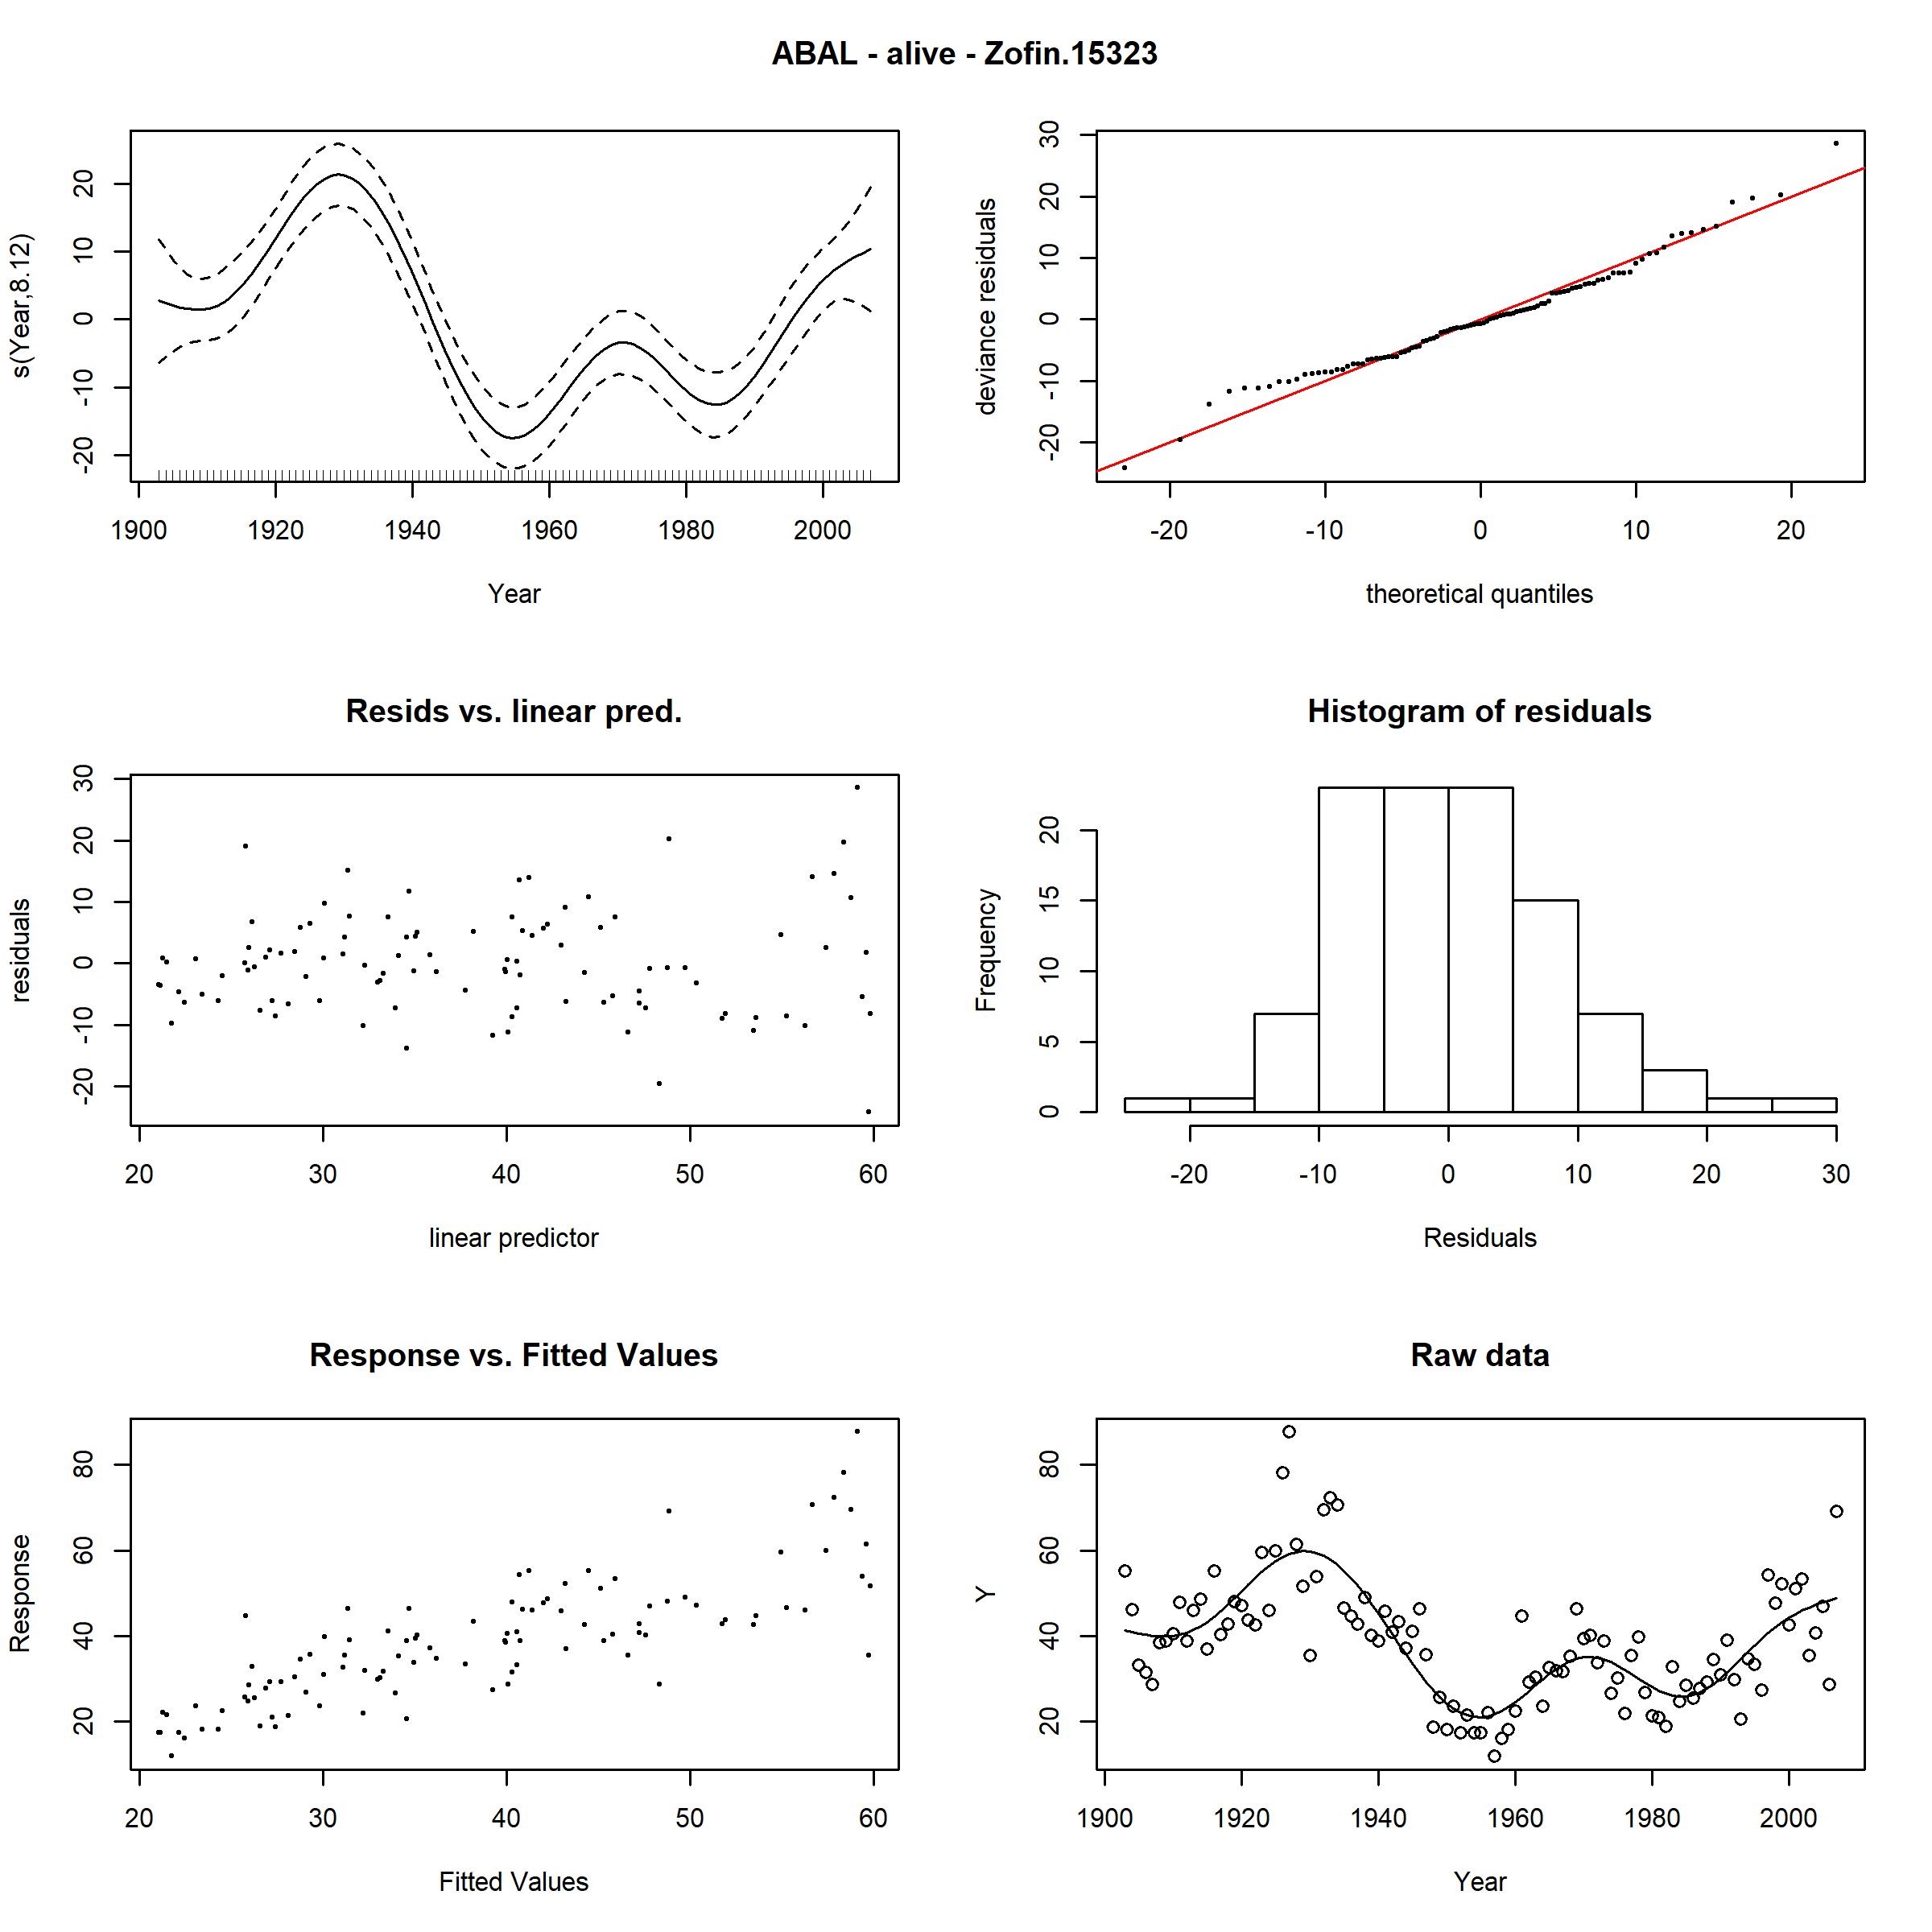 ABAL - alive - Zofin.15323
s(Year,8.12)
-20 -10 0 10 20
1900 1920 1940 1960 1980 2000
Year
deviance residuals
-20 -10 0 10 20 30
-20 -10 0 10 20
theoretical quantiles
Resids vs. linear pred.
residuals
-20 -10 0 10 20 30
20 30 40 50 60
linear predictor
Histogram of residuals
Frequency
0 5 10 15 20
-20 -10 0 10 20 30
Residuals
Response vs. Fitted Values
Response
20 40 60 80
20 30 40 50 60
Fitted Values
Raw data
Y
20 40 60 80
1900 1920 1940 1960 1980 2000
Year